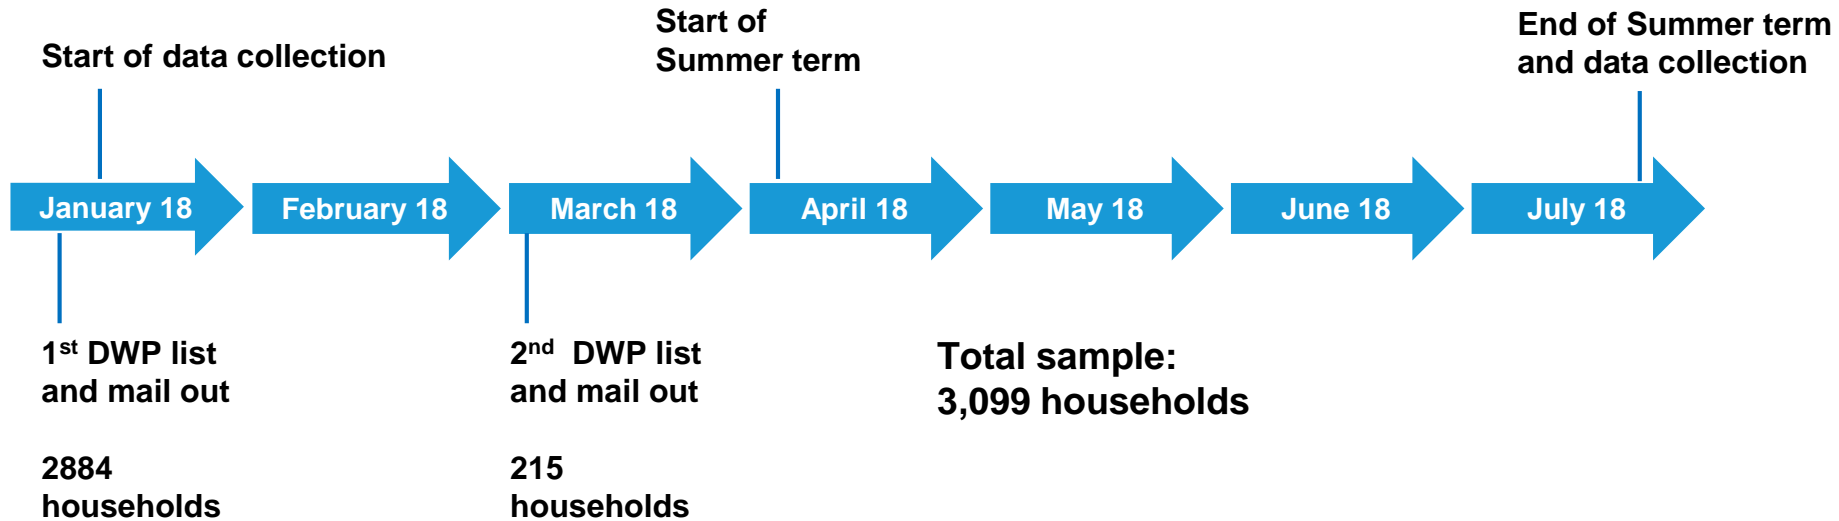 Start of data collection
Start of
Summer term
End of Summer term
and data collection
January 18
February 18
March 18
April 18
May 18
June 18
July 18
1st DWP list
and mail out
2884
households
2nd DWP list
and mail out
215
households
Total sample:
3,099 households